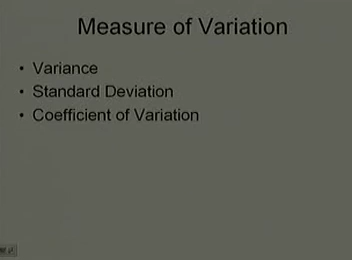 Measure of Variation
• Variance
• Standard Deviation
• Coefficient of Variation